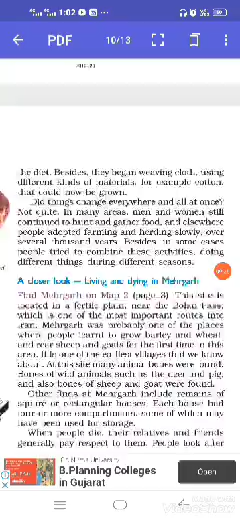 1:02
PDF
10/13
the diet. Besides, they began weaving cloth, using
different kinds of materials, for example cotton
that could now be grown.
Did things change everywhere and all at once?
Not quite. In many areas, men and women still
continued to hunt and gather food, and elsewhere
people adopted farming and herding slowly, over
several thousand years. Besides, in some cases
people tried to combine these activities,
doing different things during different seasons.
A closer look — Living and dying in Mehrgarh
Find Mehrgarh on Map 2 (page 3). This site is
located in a fertile plain, near the Bolan Pass,
which is one of the most important routes into
Iran. Mehrgarh was probably one of the places
where people learnt to grow barley and wheat,
and rear sheep and goats for the first time in this
area. It is one of the earliest villages that we know
about. At this site many animal bones were found.
Bones of wild animals such as the deer and pig,
and also bones of sheep and goat were found.
Other finds at Mehrgarh include remains of
square or rectangular houses. Each house had
four or more compartments, some of which may
have been used for storage.
When people die, their relatives and friends
generally pay respect to them. People look after
B.Planning Colleges
in Gujarat
Open